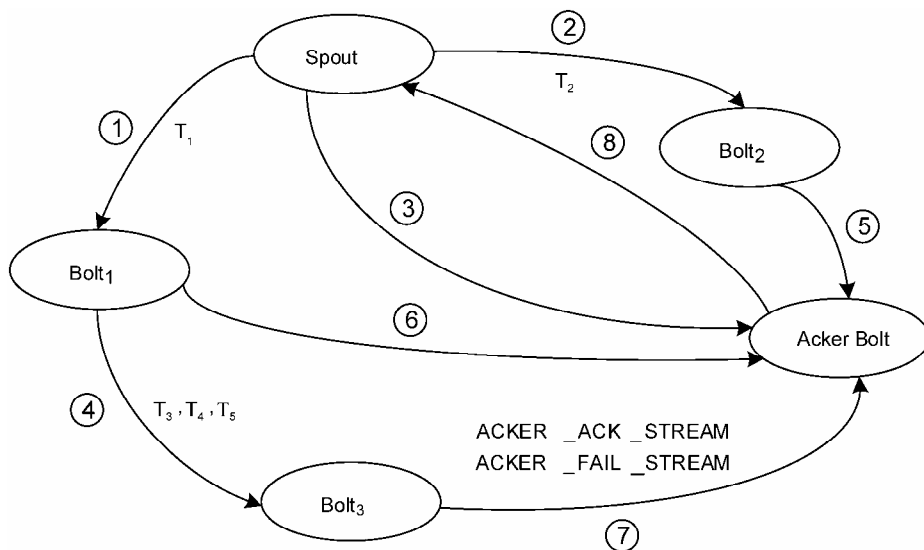 ②
Spout
T₂
①
T₁
⑧
Bolt₂
③
⑤
Bolt₁
⑥
Acker Bolt
④
T₃ , T₄ , T₅
ACKER _ACK _STREAM
ACKER _FAIL _STREAM
Bolt₃
⑦